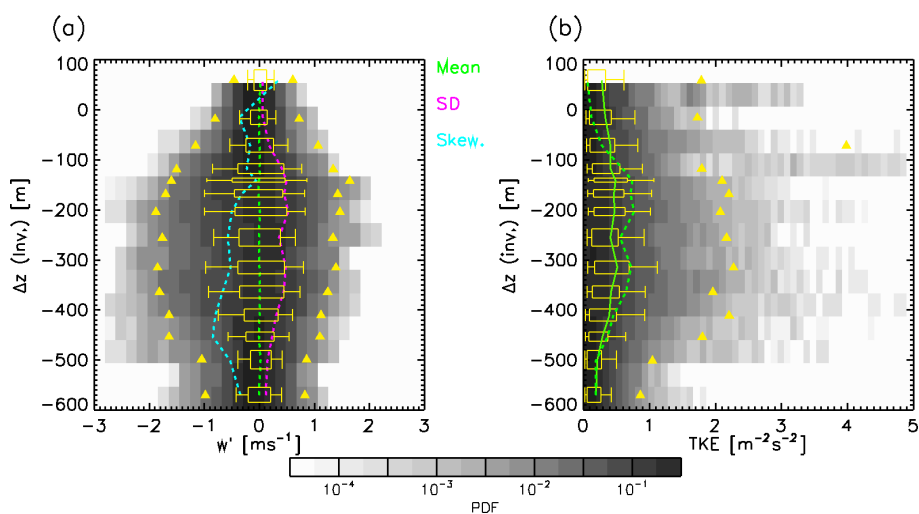 (a)
(b)
100
0
-100
-200
-300
-400
-500
-600
Δz (inv.) [m]
-3 -2 -1 0 1 2 3
w' [ms⁻¹]
Mean
SD
Skew.
100
0
-100
-200
-300
-400
-500
-600
Δz (inv.) [m]
0 1 2 3 4 5
TKE [m⁻²s⁻²]
10⁻⁴ 10⁻³ 10⁻² 10⁻¹
PDF